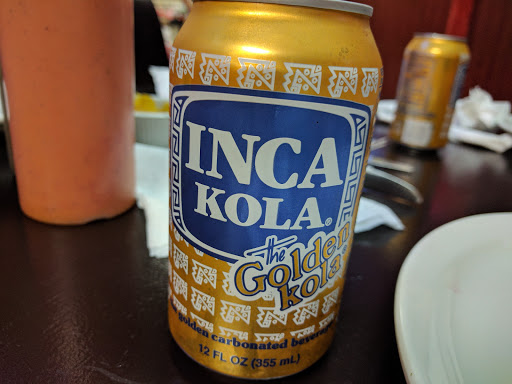 INCA
KOLA®
the
Golden
kola
golden carbonated beverage
12 FL OZ (355 mL)